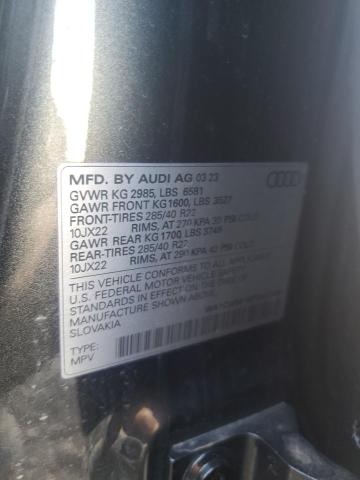 MFD. BY AUDI AG 03 23
GVWR KG 2985, LBS 6581
GAWR FRONT KG1600, LBS 3527
FRONT-TIRES 285/40 R22
10JX22 RIMS, AT 270 KPA 39 PSI COLD
GAWR REAR KG1700, LBS 3748
REAR-TIRES 285/40 R22
10JX22 RIMS, AT 290 KPA 42 PSI COLD
THIS VEHICLE CONFORMS TO ALL APPLICABLE
U.S. FEDERAL MOTOR VEHICLE SAFETY
STANDARDS IN EFFECT ON THE DATE OF
MANUFACTURE SHOWN ABOVE.
SLOVAKIA
TYPE:
MPV